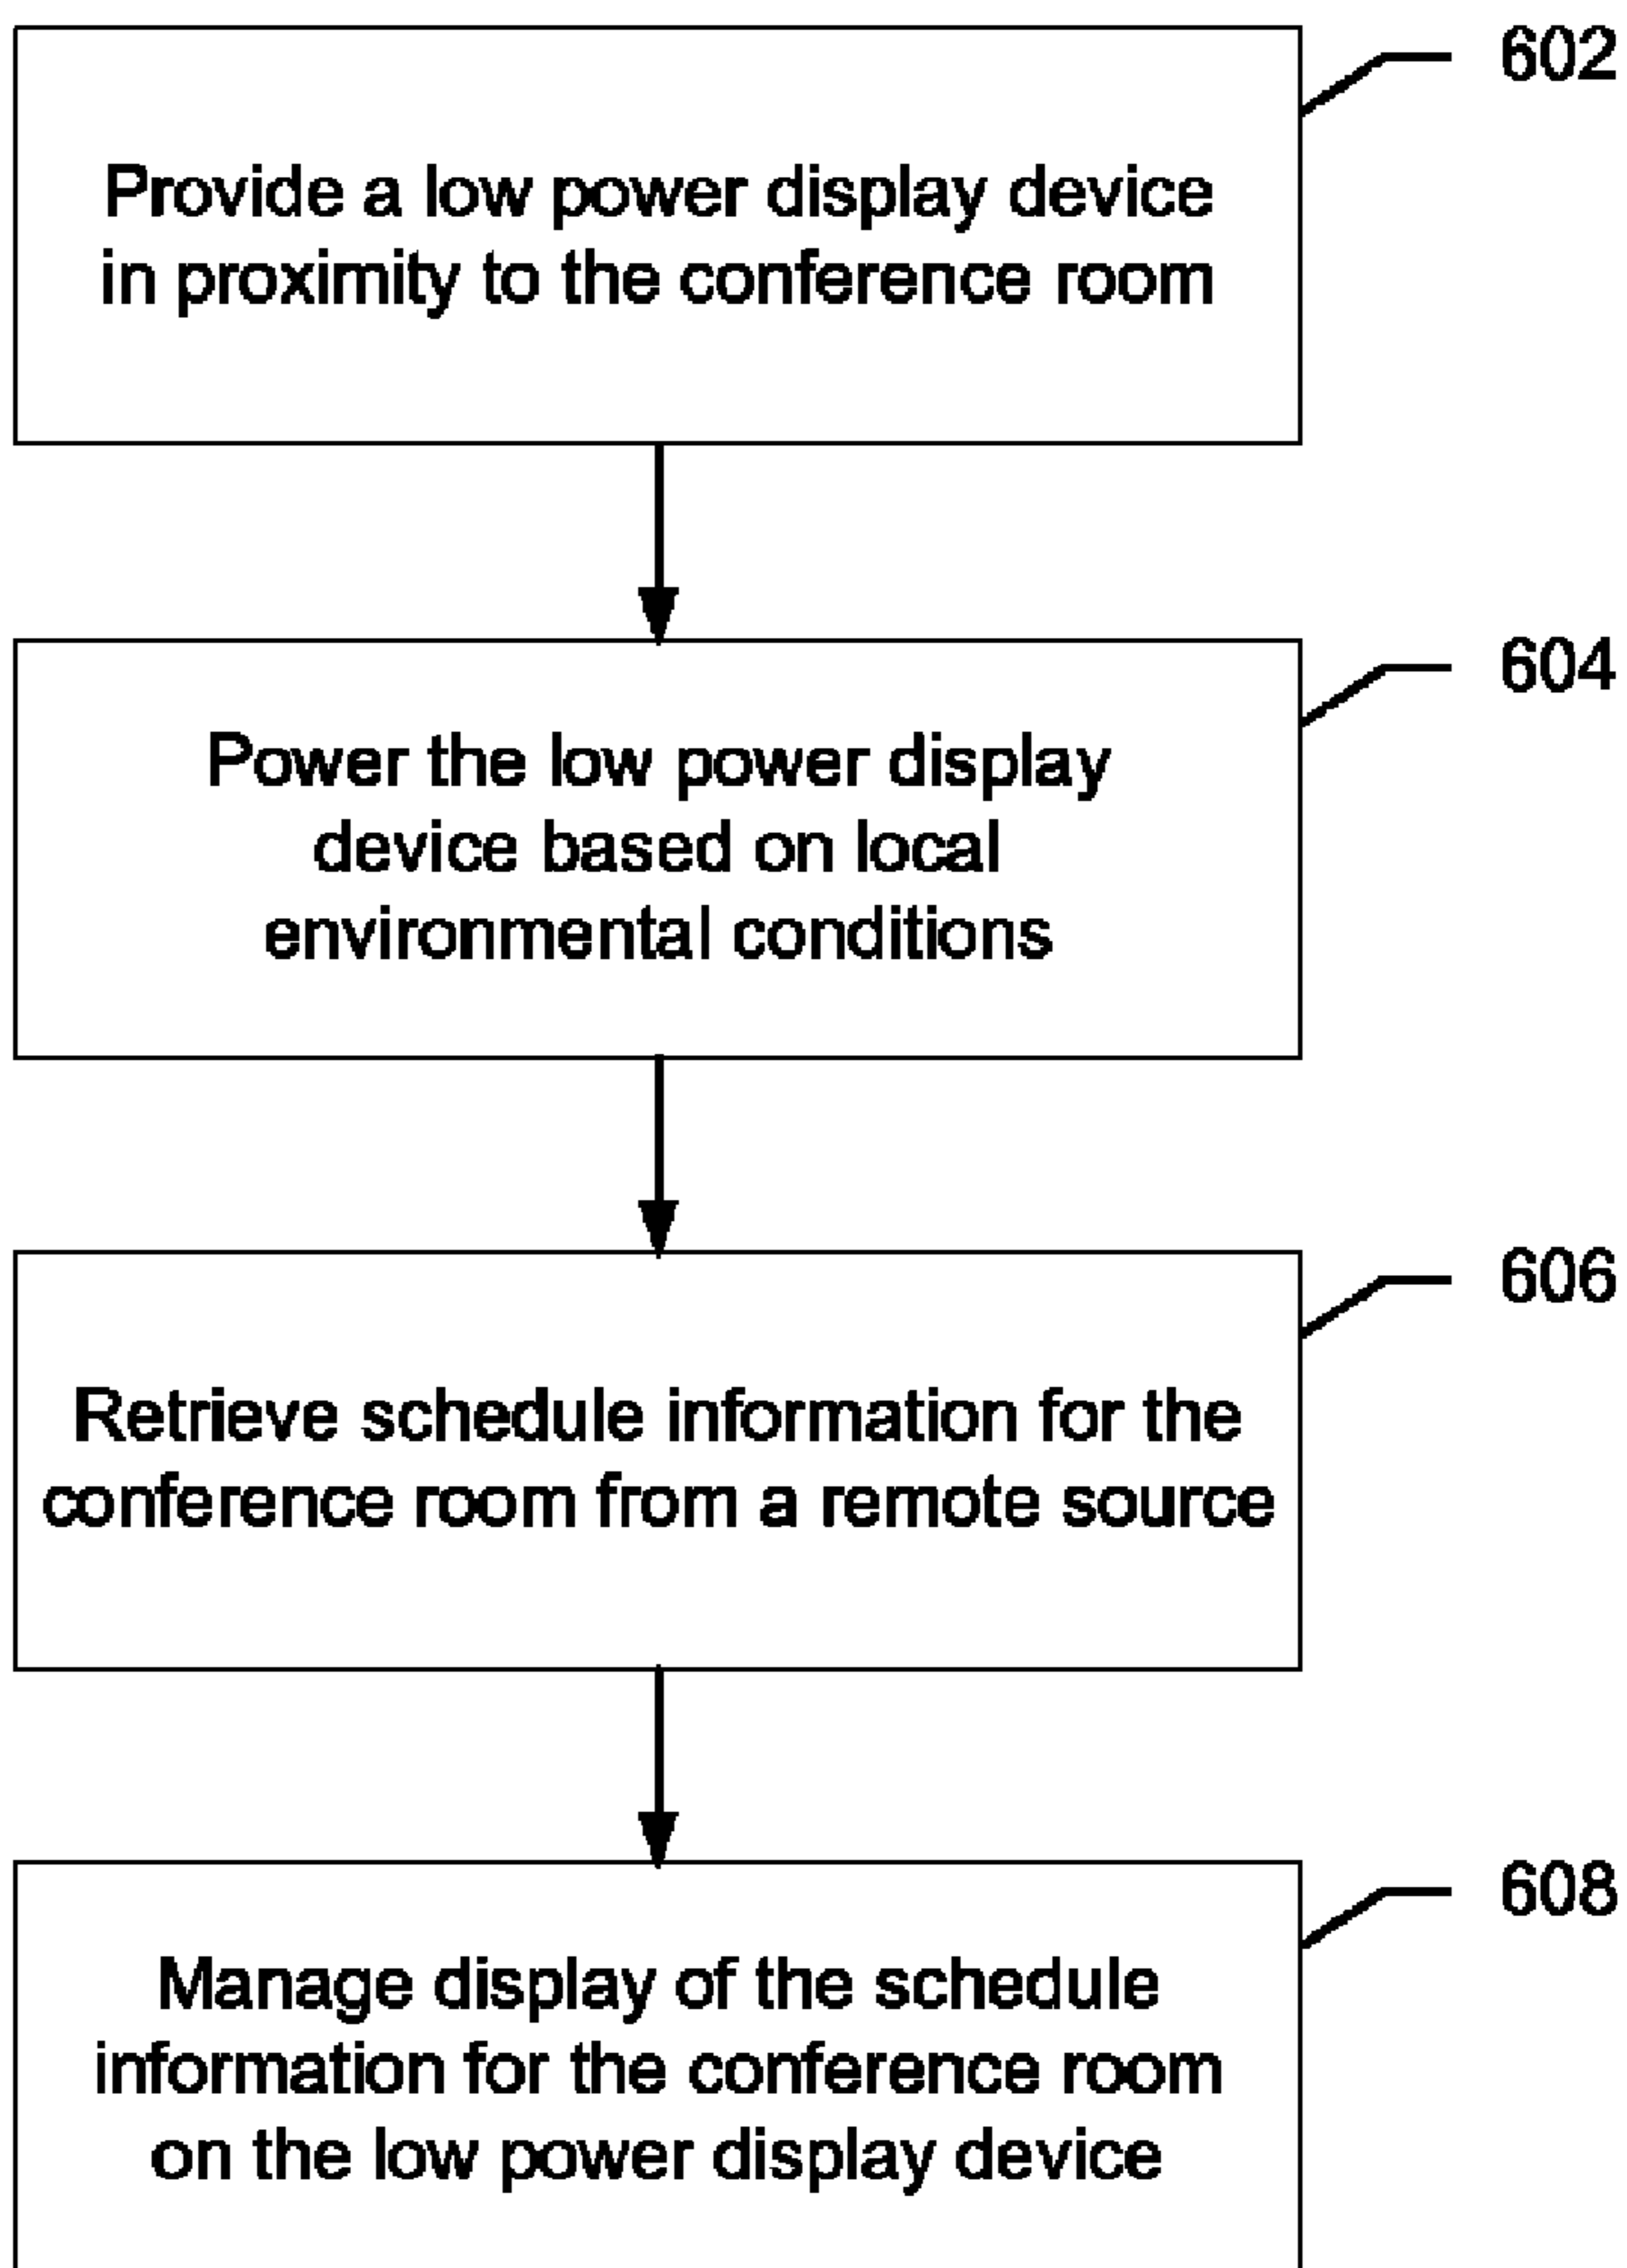 602
Provide a low power display device
in proximity to the conference room
604
Power the low power display
device based on local
environmental conditions
606
Retrieve schedule information for the
conference room from a remote source
608
Manage display of the schedule
information for the conference room
on the low power display device